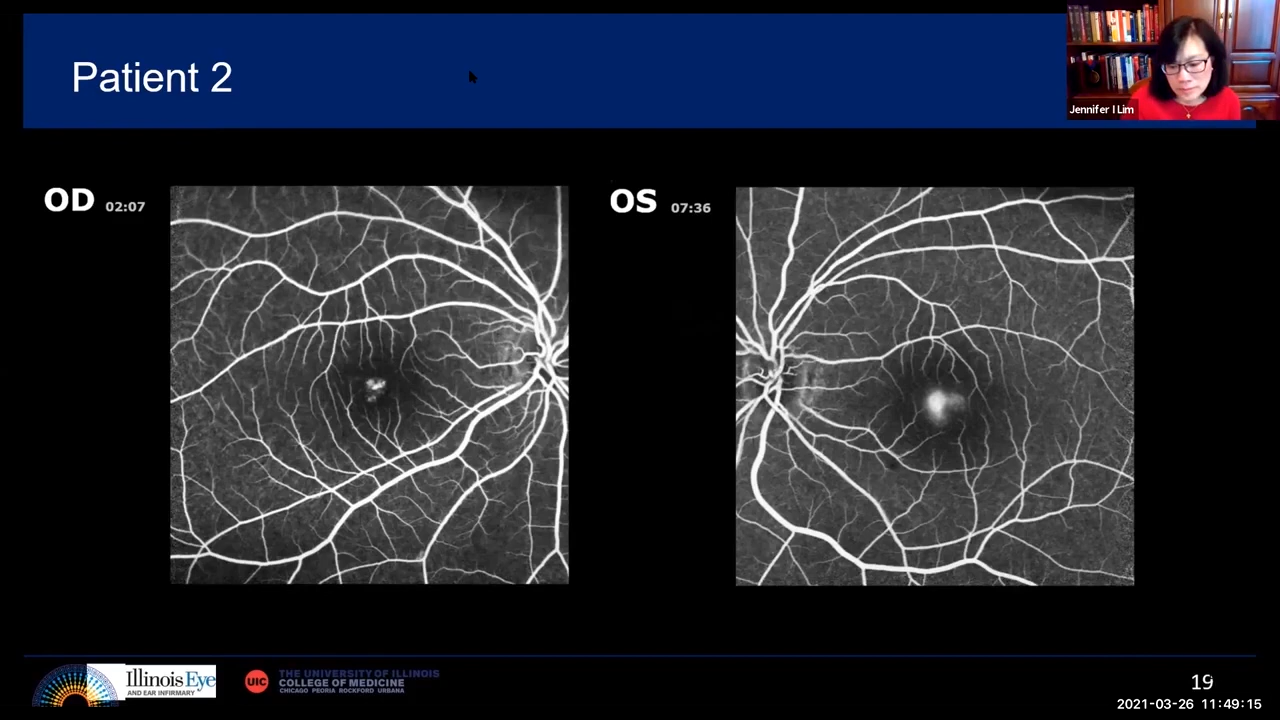 Patient 2
Jennifer I Lim
OD 02:07
OS 07:36
Illinois Eye
AND EAR INFIRMARY
UIC
THE UNIVERSITY OF ILLINOIS
COLLEGE OF MEDICINE
CHICAGO PEORIA ROCKFORD URBANA
19
2021-03-26 11:49:15